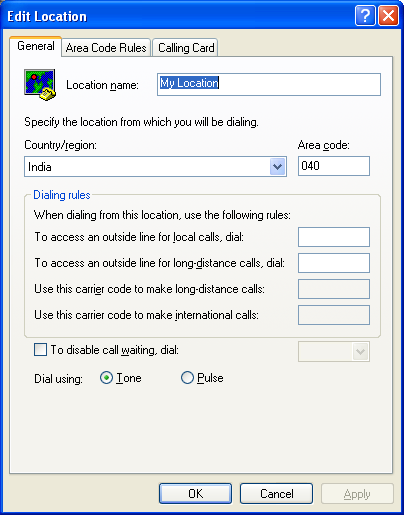 Edit Location
General Area Code Rules Calling Card
Location name: My Location
Specify the location from which you will be dialing.
Country/region: Area code:
India 040
Dialing rules
When dialing from this location, use the following rules:
To access an outside line for local calls, dial:
To access an outside line for long-distance calls, dial:
Use this carrier code to make long-distance calls:
Use this carrier code to make international calls:
To disable call waiting, dial:
Dial using: Tone Pulse
OK Cancel Apply